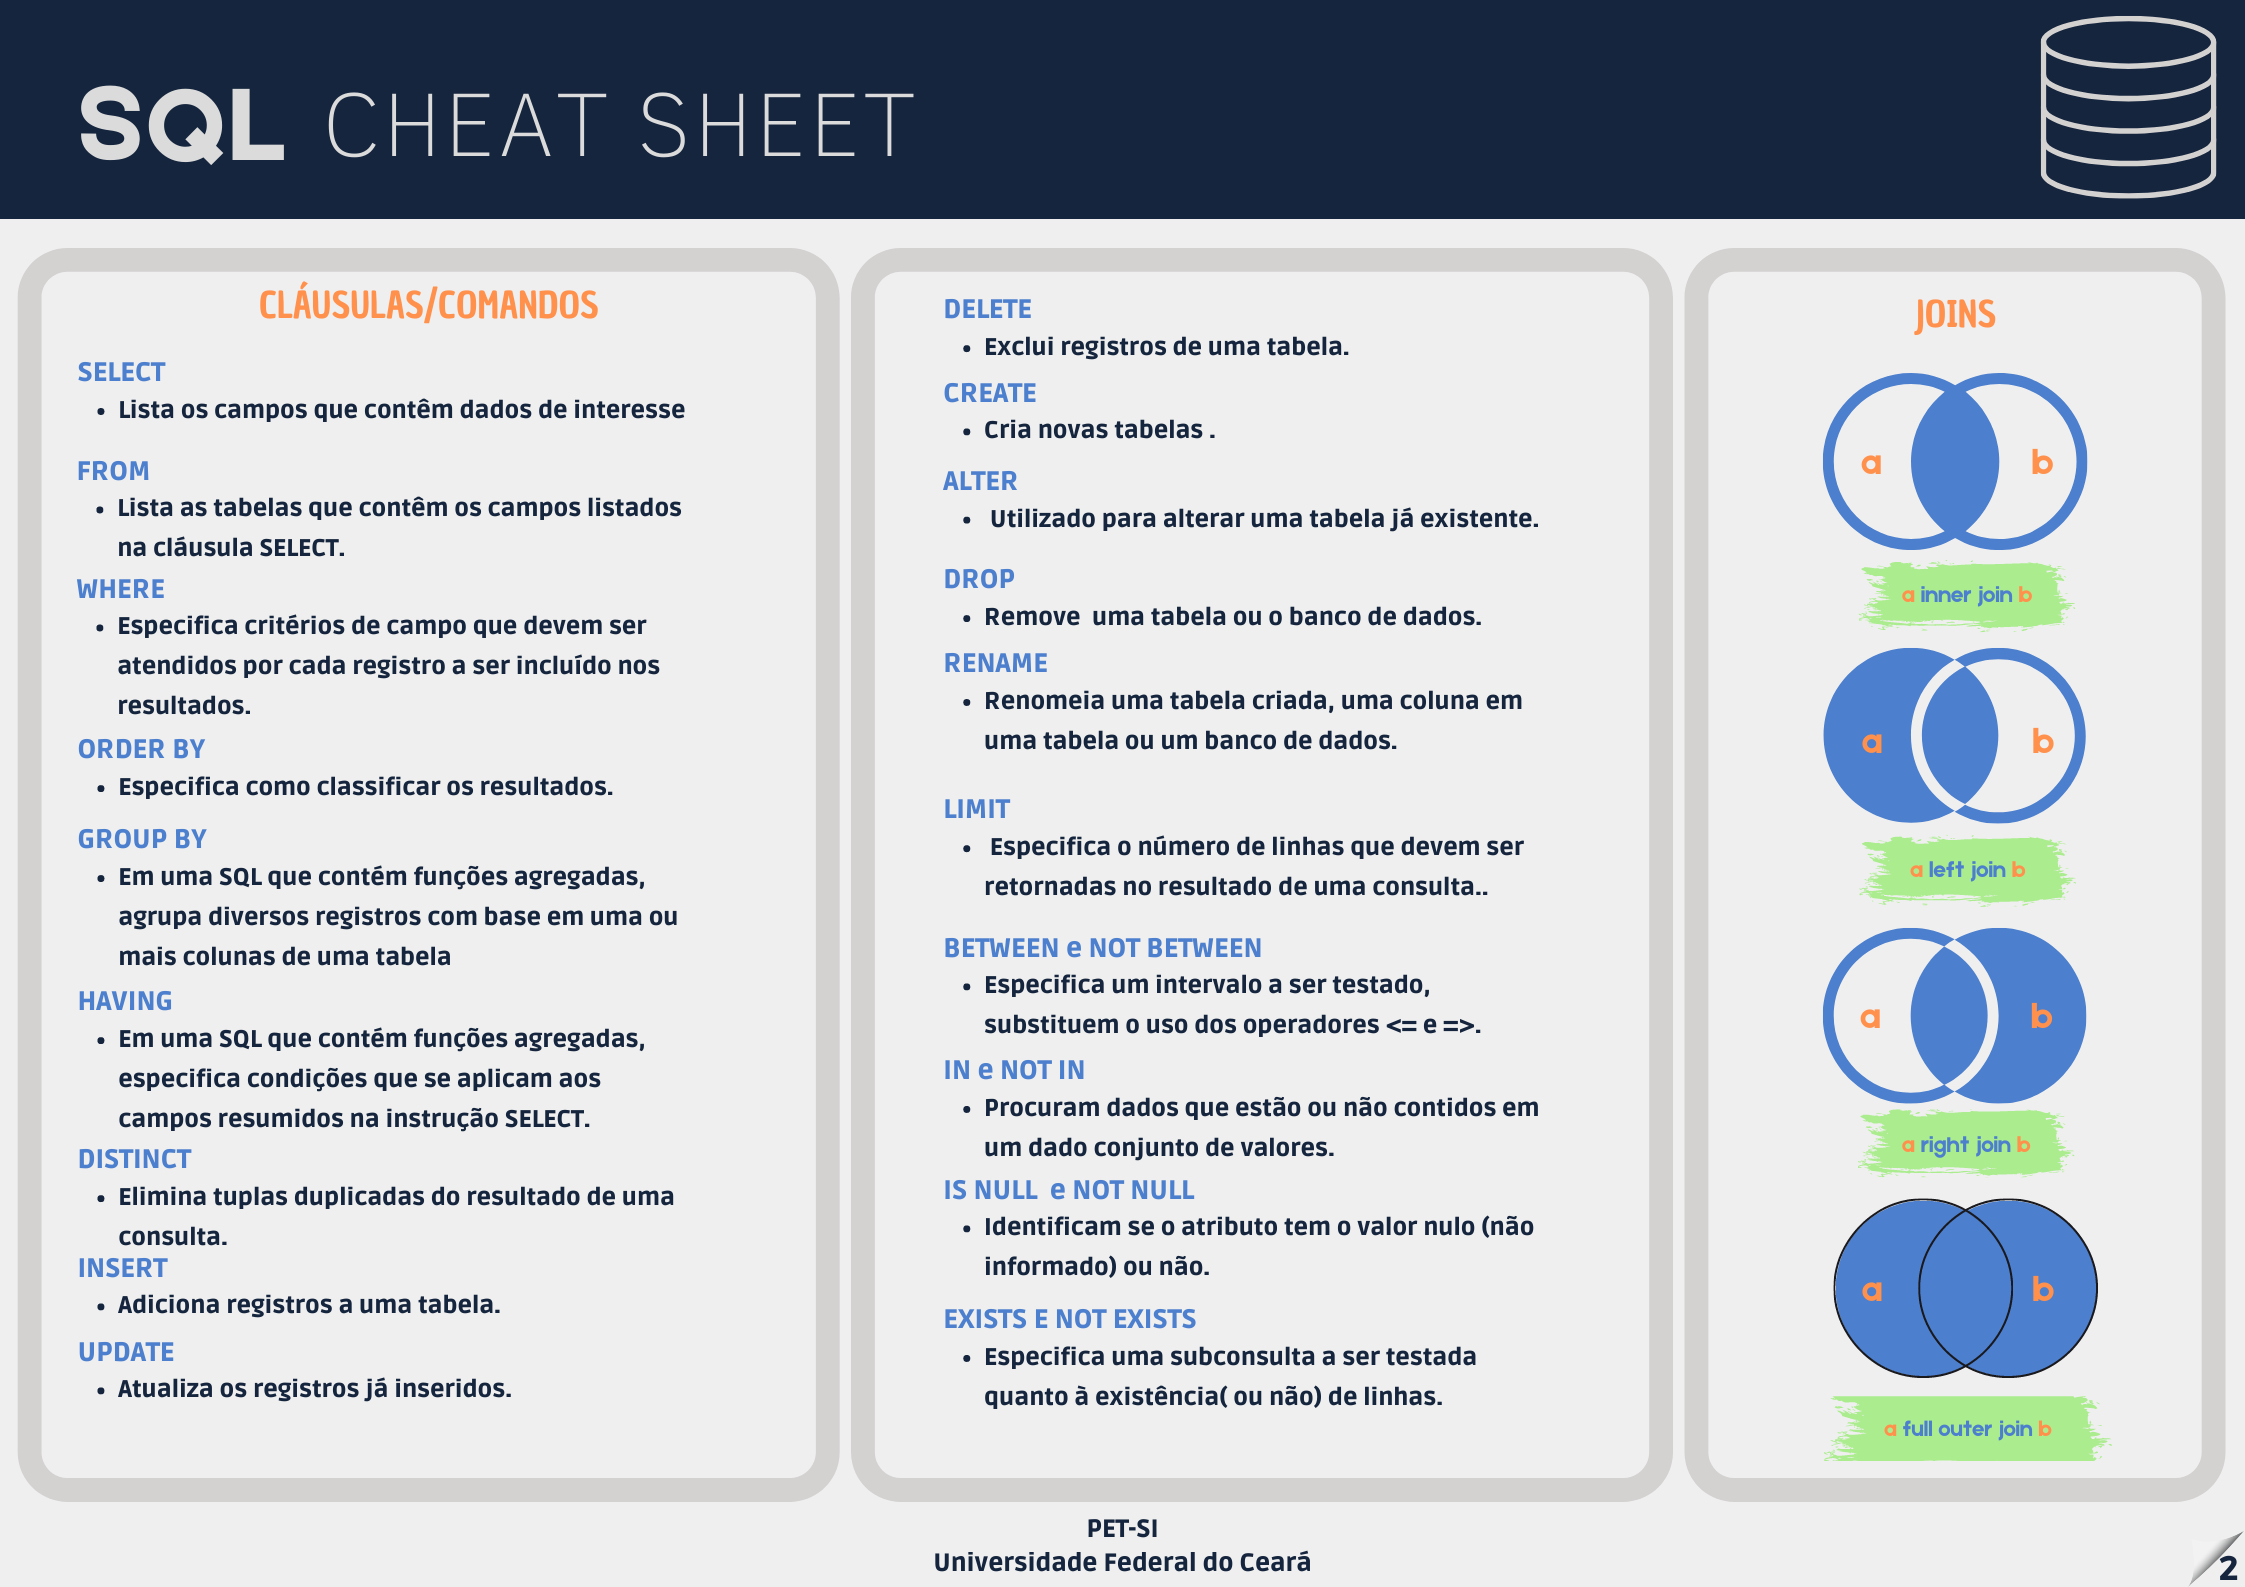 SQL CHEAT SHEET
CLÁUSULAS/COMANDOS
SELECT
• Lista os campos que contêm dados de interesse
FROM
• Lista as tabelas que contêm os campos listados
na cláusula SELECT.
WHERE
• Especifica critérios de campo que devem ser
atendidos por cada registro a ser incluído nos
resultados.
ORDER BY
• Especifica como classificar os resultados.
GROUP BY
• Em uma SQL que contém funções agregadas,
agrupa diversos registros com base em uma ou
mais colunas de uma tabela
HAVING
• Em uma SQL que contém funções agregadas,
especifica condições que se aplicam aos
campos resumidos na instrução SELECT.
DISTINCT
• Elimina tuplas duplicadas do resultado de uma
consulta.
INSERT
• Adiciona registros a uma tabela.
UPDATE
• Atualiza os registros já inseridos.
DELETE
• Exclui registros de uma tabela.
CREATE
• Cria novas tabelas .
ALTER
• Utilizado para alterar uma tabela já existente.
DROP
• Remove  uma tabela ou o banco de dados.
RENAME
• Renomeia uma tabela criada, uma coluna em
uma tabela ou um banco de dados.
LIMIT
• Especifica o número de linhas que devem ser
retornadas no resultado de uma consulta..
BETWEEN e NOT BETWEEN
• Especifica um intervalo a ser testado,
substituem o uso dos operadores <= e =>.
IN e NOT IN
• Procuram dados que estão ou não contidos em
um dado conjunto de valores.
IS NULL  e NOT NULL
• Identificam se o atributo tem o valor nulo (não
informado) ou não.
EXISTS E NOT EXISTS
• Especifica uma subconsulta a ser testada
quanto à existência( ou não) de linhas.
JOINS
a b
a inner join b
a b
a left join b
a b
a right join b
a b
a full outer join b
PET-SI
Universidade Federal do Ceará
2